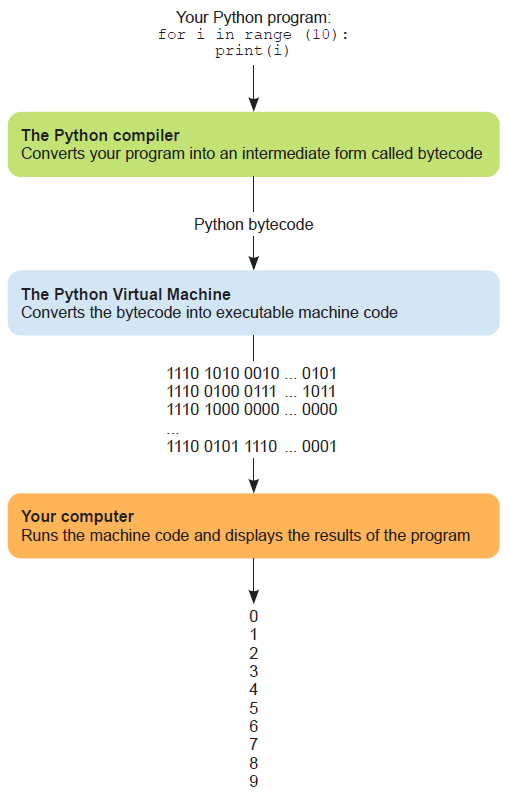 Your Python program:
for i in range (10):
print(i)
The Python compiler
Converts your program into an intermediate form called bytecode
Python bytecode
The Python Virtual Machine
Converts the bytecode into executable machine code
1110 1010 0010 ... 0101
1110 0100 0111 ... 1011
1110 1000 0000 ... 0000
...
1110 0101 1110 ... 0001
Your computer
Runs the machine code and displays the results of the program
0
1
2
3
4
5
6
7
8
9